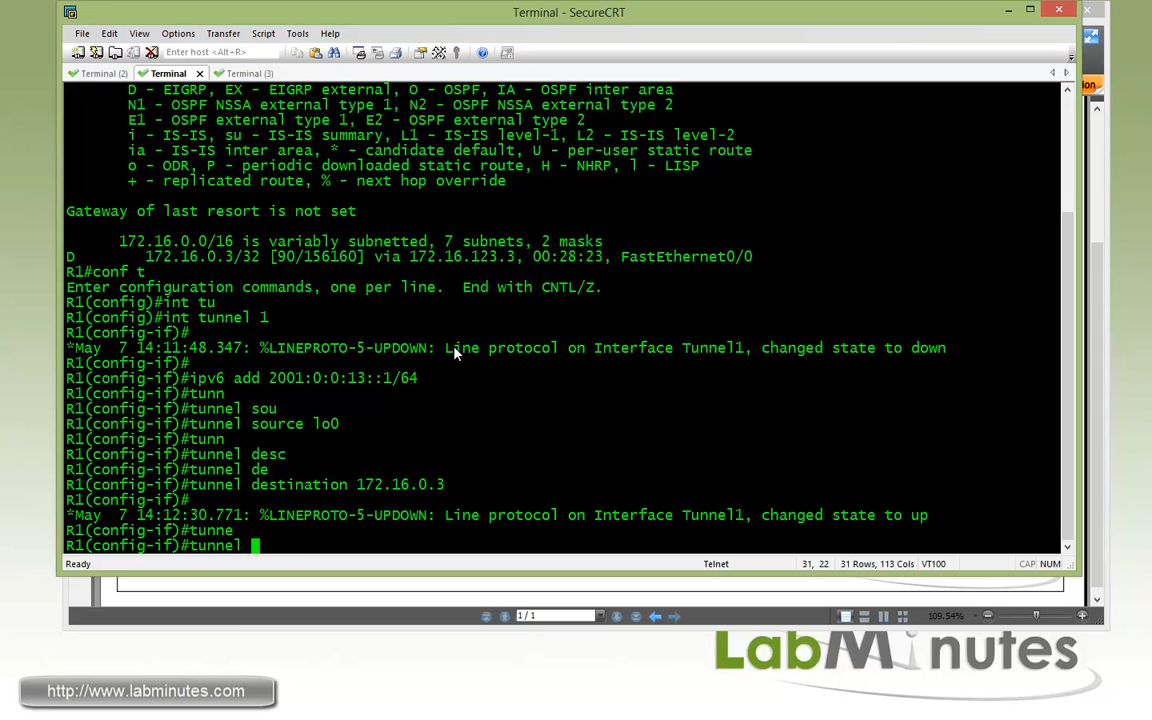 Terminal - SecureCRT
File Edit View Options Transfer Script Tools Help
Enter host <Alt+R>
Terminal (2) Terminal Terminal (3)
D - EIGRP, EX - EIGRP external, O - OSPF, IA - OSPF inter area
N1 - OSPF NSSA external type 1, N2 - OSPF NSSA external type 2
E1 - OSPF external type 1, E2 - OSPF external type 2
i - IS-IS, su - IS-IS summary, L1 - IS-IS level-1, L2 - IS-IS level-2
ia - IS-IS inter area, * - candidate default, U - per-user static route
o - ODR, P - periodic downloaded static route, H - NHRP, l - LISP
+ - replicated route, % - next hop override
Gateway of last resort is not set
172.16.0.0/16 is variably subnetted, 7 subnets, 2 masks
D 172.16.0.3/32 [90/156160] via 172.16.123.3, 00:28:23, FastEthernet0/0
R1#conf t
Enter configuration commands, one per line. End with CNTL/Z.
R1(config)#int tu
R1(config)#int tunnel 1
R1(config-if)#
*May 7 14:11:48.347: %LINEPROTO-5-UPDOWN: Line protocol on Interface Tunnel1, changed state to down
R1(config-if)#
R1(config-if)#ipv6 add 2001:0:0:13::1/64
R1(config-if)#tunn
R1(config-if)#tunnel sou
R1(config-if)#tunnel source lo0
R1(config-if)#tunn
R1(config-if)#tunnel desc
R1(config-if)#tunnel de
R1(config-if)#tunnel destination 172.16.0.3
R1(config-if)#
*May 7 14:12:30.771: %LINEPROTO-5-UPDOWN: Line protocol on Interface Tunnel1, changed state to up
R1(config-if)#tunne
R1(config-if)#tunnel
Ready Telnet 31, 22 31 Rows, 113 Cols VT100 CAP NUM
1 / 1 109.54%
LabMinutes
http://www.labminutes.com